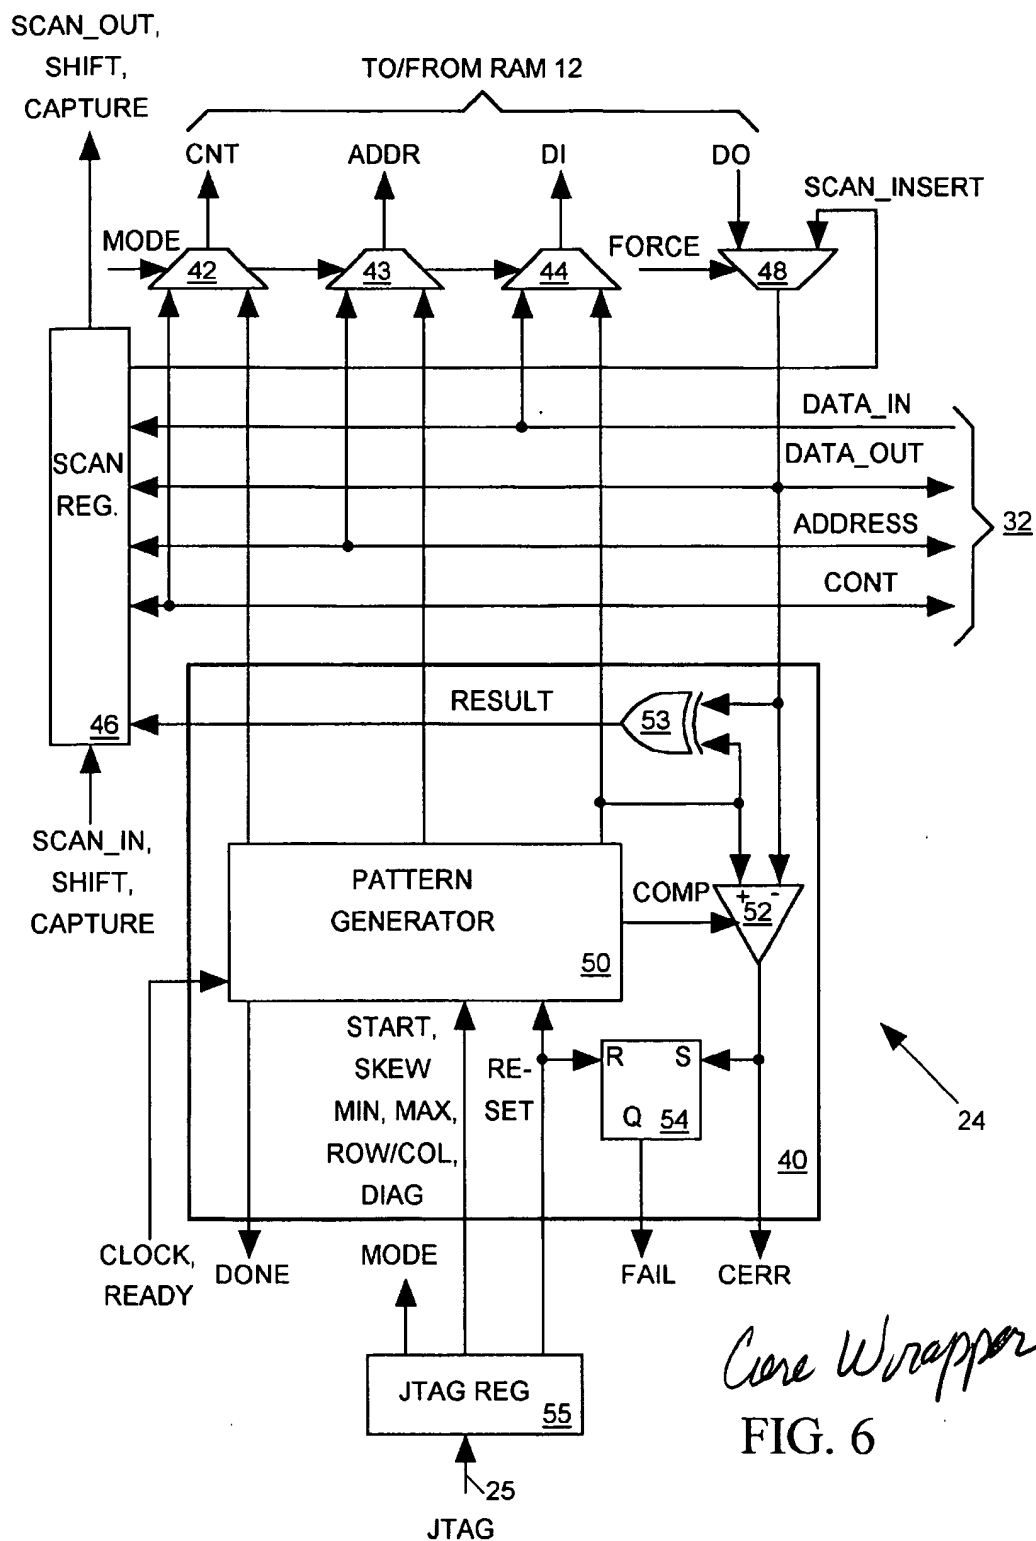 SCAN_OUT,
SHIFT,
CAPTURE
TO/FROM RAM 12
CNT
ADDR
DI
DO
SCAN_INSERT
MODE
42
43
44
FORCE
48
DATA_IN
SCAN
REG.
DATA_OUT
ADDRESS
32
CONT
46
RESULT
53
SCAN_IN,
SHIFT,
CAPTURE
PATTERN
GENERATOR
50
COMP
+ -
52
START,
SKEW
MIN, MAX,
ROW/COL,
DIAG
RE-
SET
R S
Q 54
40
24
CLOCK,
READY
DONE
MODE
FAIL
CERR
JTAG REG
55
25
JTAG
Core Wrapper
FIG. 6